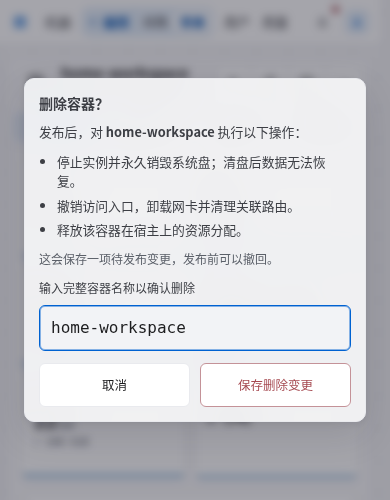 删除容器?
发布后，对 home-workspace 执行以下操作：
停止实例并永久销毁系统盘；清盘后数据无法恢
复。
撤销访问入口，卸载网卡并清理关联路由。
释放该容器在宿主上的资源分配。
这会保存一项待发布变更，发布前可以撤回。
输入完整容器名称以确认删除
home-workspace
取消
保存删除变更